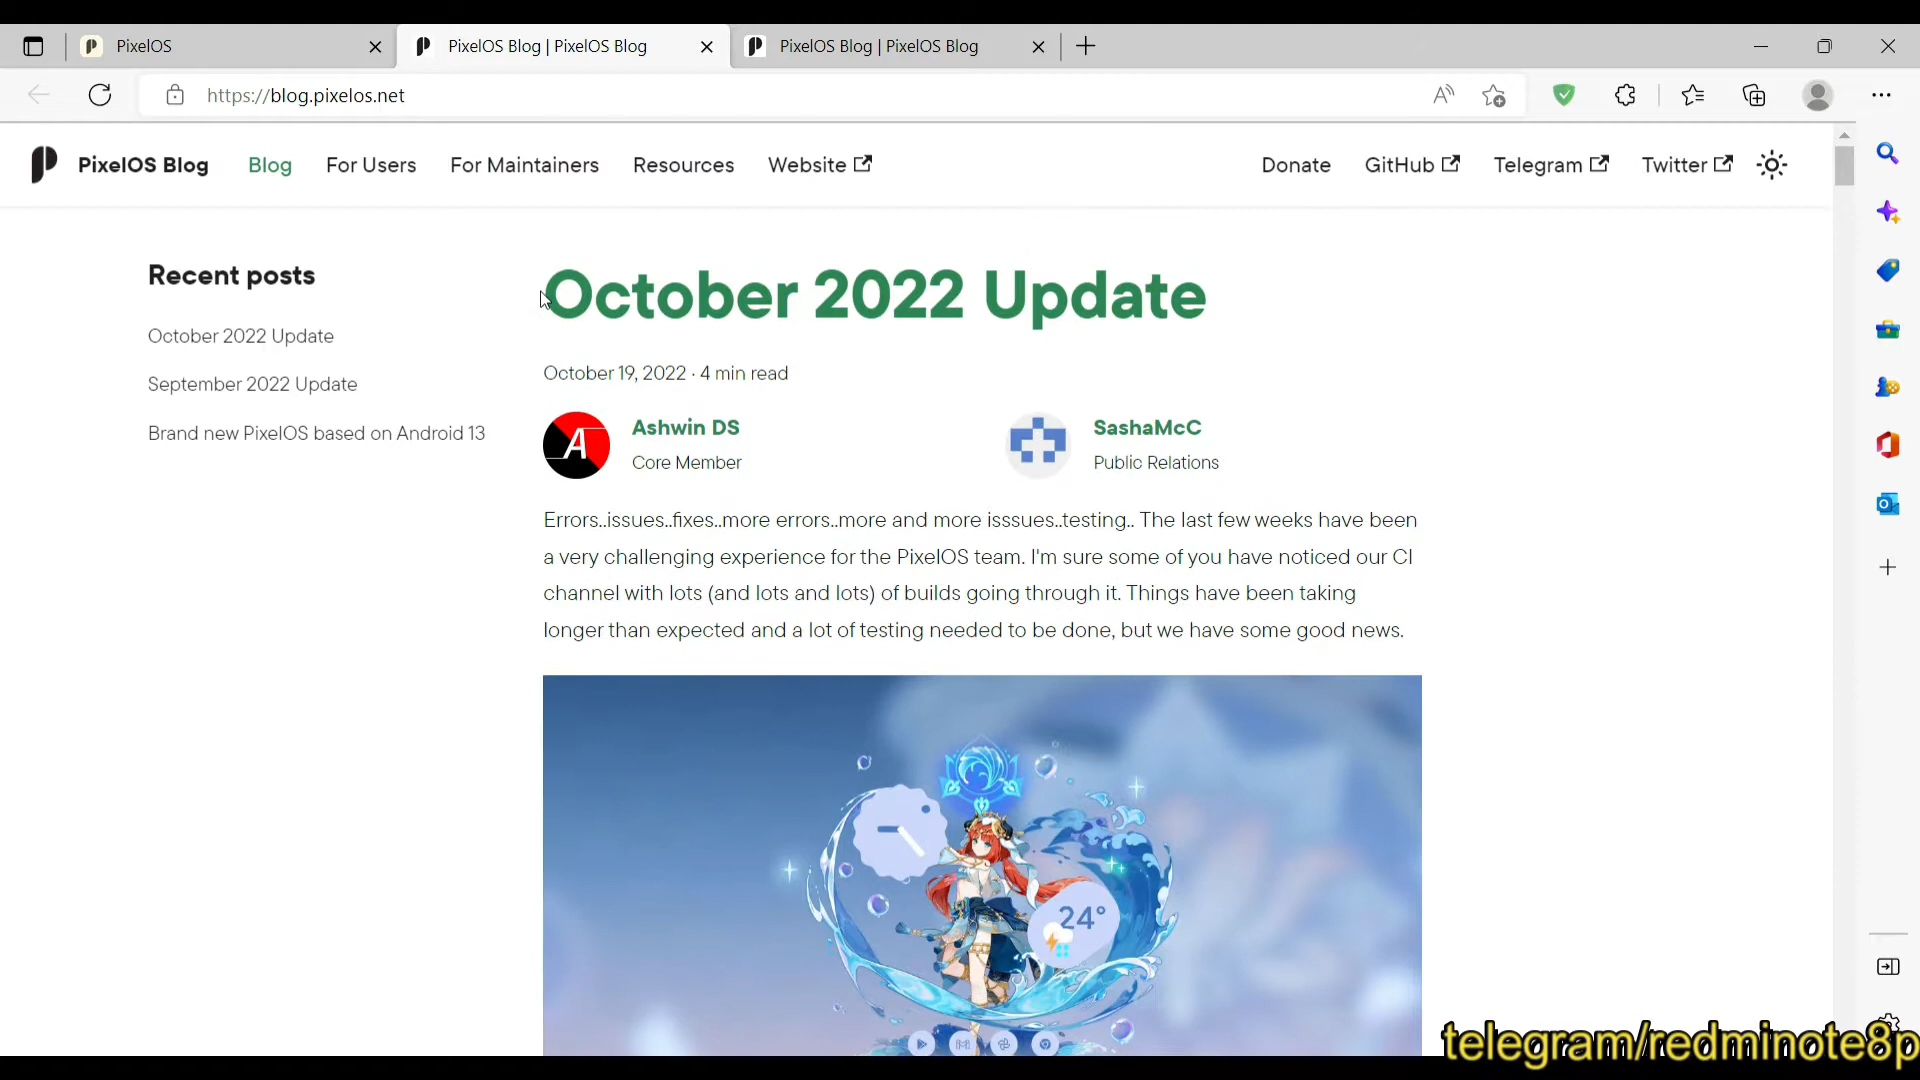 PixelOS
PixelOS Blog | PixelOS Blog
PixelOS Blog | PixelOS Blog
https://blog.pixelos.net
PixelOS Blog
Blog
For Users
For Maintainers
Resources
Website
Donate
GitHub
Telegram
Twitter
Recent posts
October 2022 Update
September 2022 Update
Brand new PixelOS based on Android 13
October 2022 Update
October 19, 2022 · 4 min read
Ashwin DS
Core Member
SashaMcC
Public Relations
Errors..issues..fixes..more errors..more and more isssues..testing.. The last few weeks have been
a very challenging experience for the PixelOS team. I'm sure some of you have noticed our CI
channel with lots (and lots and lots) of builds going through it. Things have been taking
longer than expected and a lot of testing needed to be done, but we have some good news.
24°
telegram/redminote8p